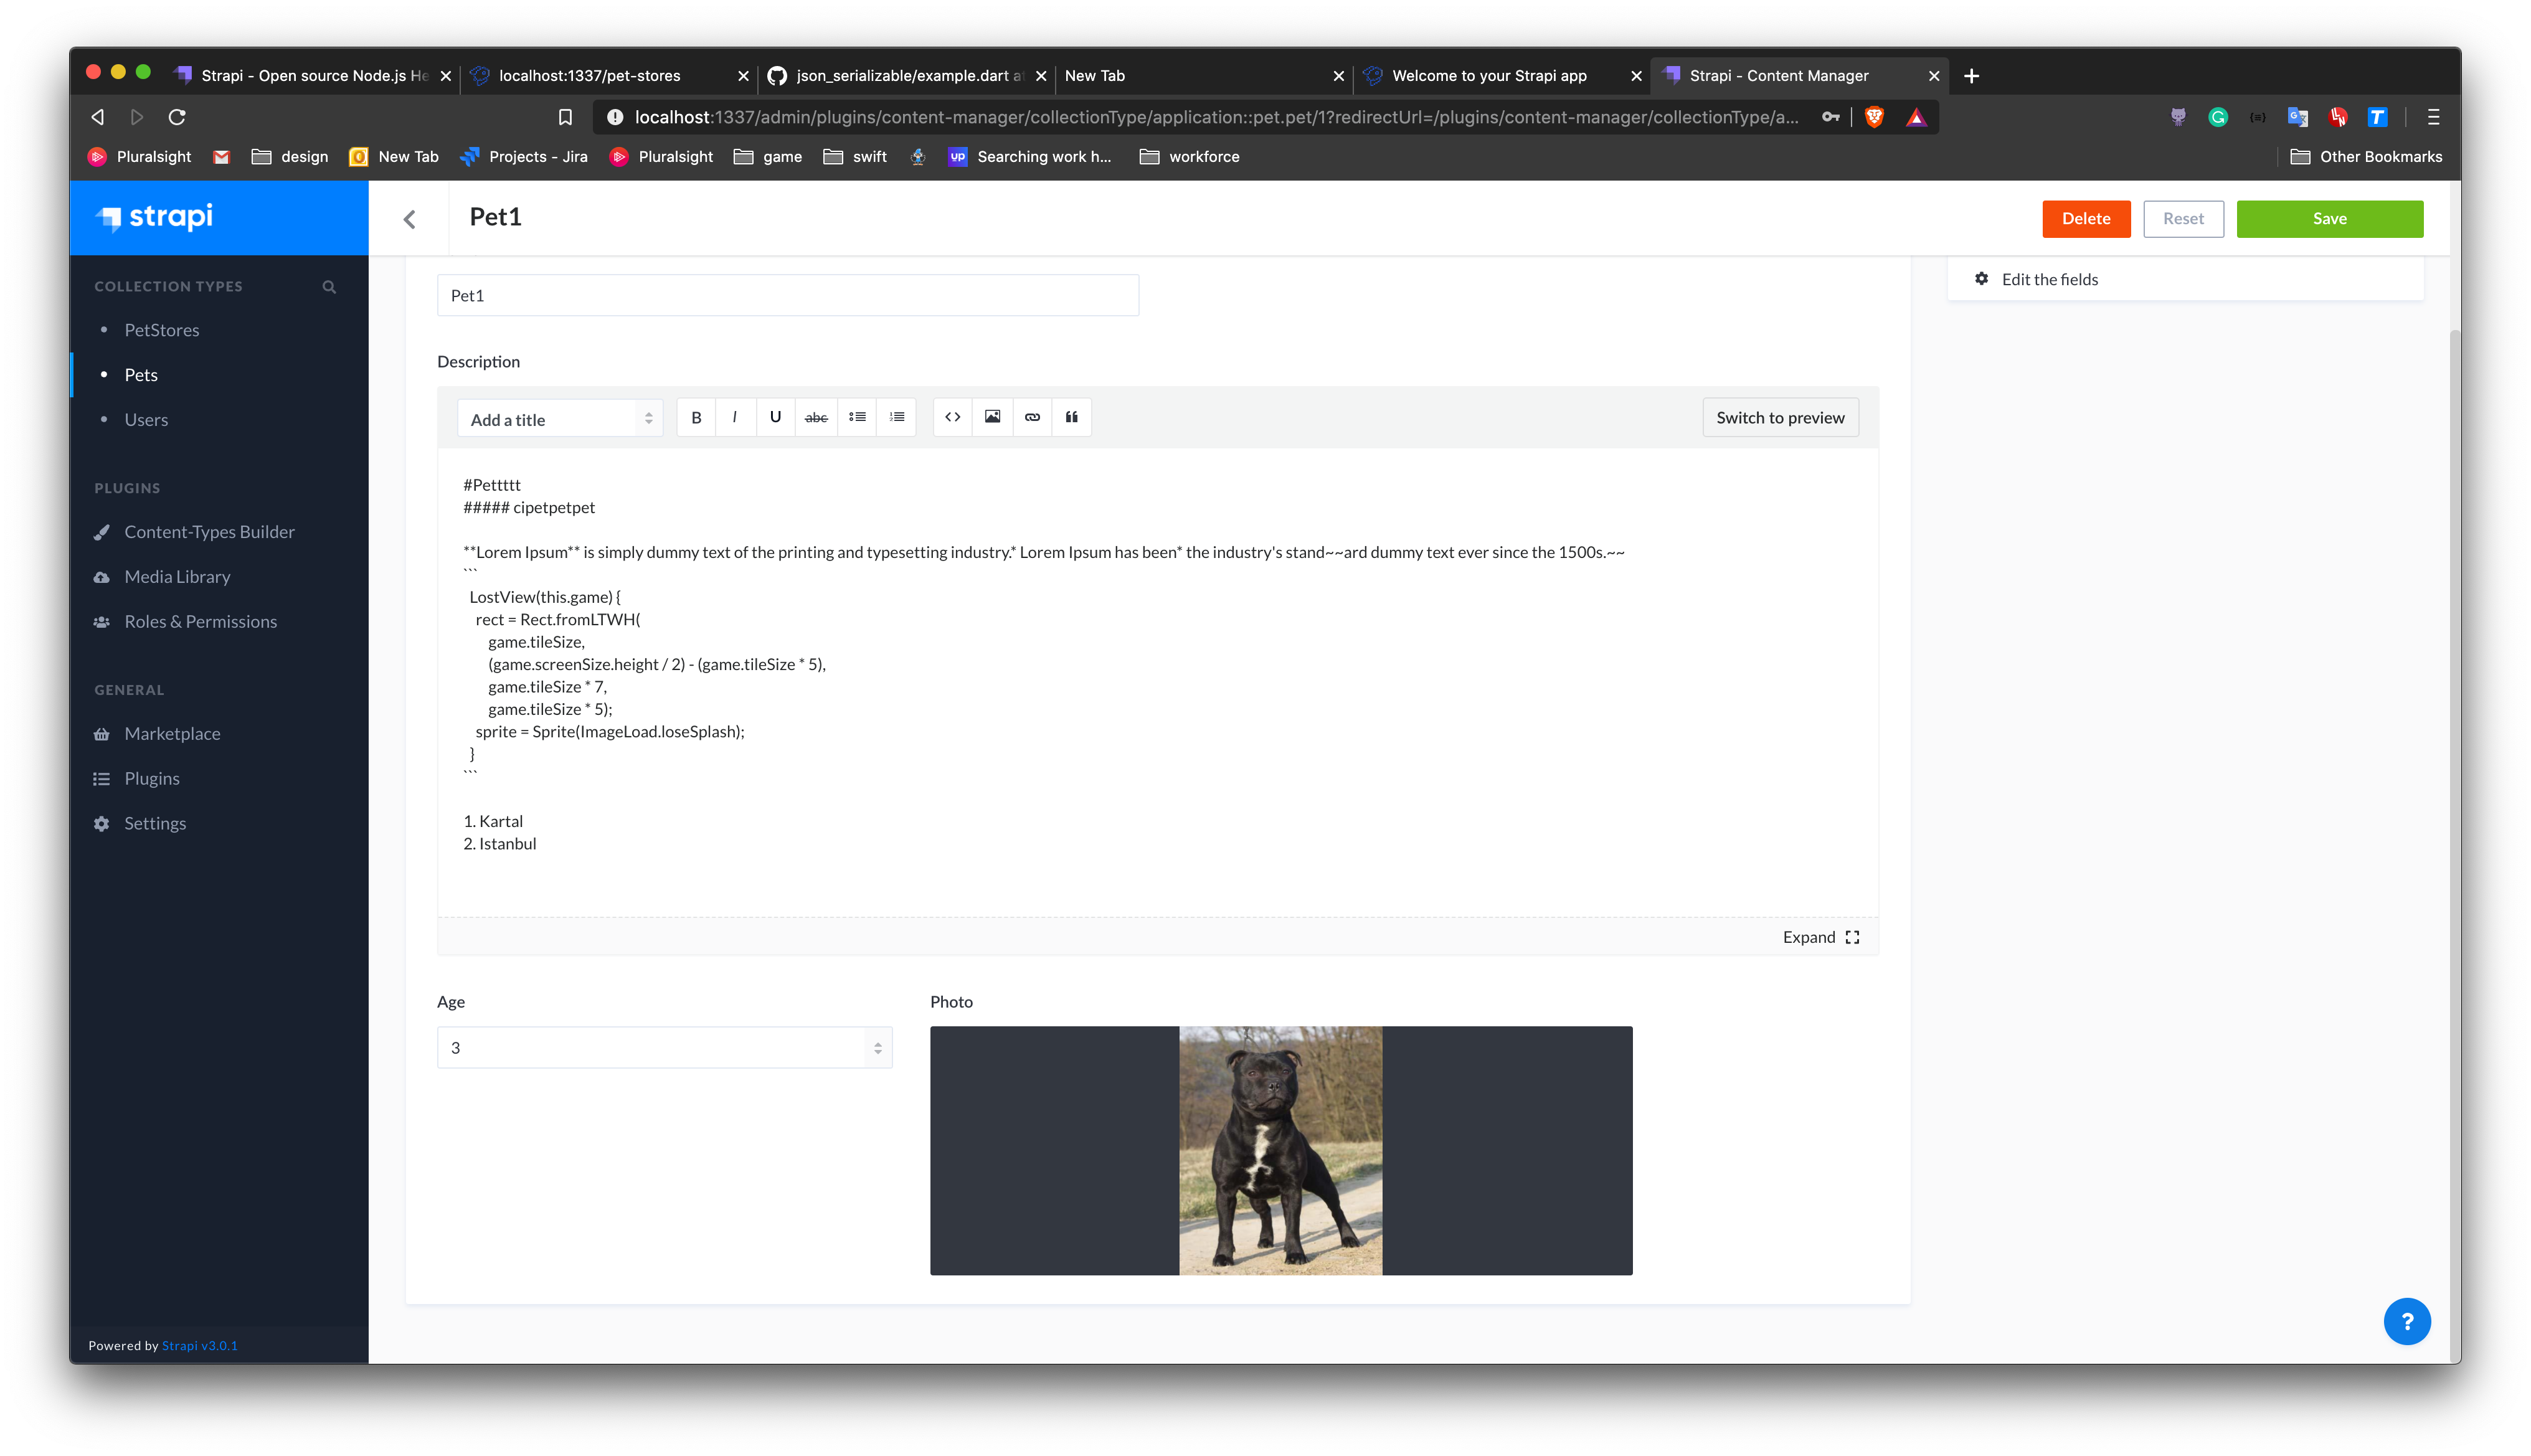 Strapi - Open source Node.js He
localhost:1337/pet-stores
json_serializable/example.dart a
New Tab
Welcome to your Strapi app
Strapi - Content Manager
localhost:1337/admin/plugins/content-manager/collectionType/application::pet.pet/1?redirectUrl=/plugins/content-manager/collectionType/a...
Pluralsight
design
New Tab
Projects - Jira
Pluralsight
game
swift
up
Searching work h...
workforce
Other Bookmarks
strapi
Pet1
Delete
Reset
Save
COLLECTION TYPES
PetStores
Pets
Users
PLUGINS
Content-Types Builder
Media Library
Roles & Permissions
GENERAL
Marketplace
Plugins
Settings
Powered by Strapi v3.0.1
Pet1
Edit the fields
Description
Add a title
B I U abc
Switch to preview
#Pettttt
##### cipetpetpet
**Lorem Ipsum** is simply dummy text of the printing and typesetting industry.* Lorem Ipsum has been* the industry's stand~~ard dummy text ever since the 1500s.~~
```
LostView(this.game) {
rect = Rect.fromLTWH(
game.tileSize,
(game.screenSize.height / 2) - (game.tileSize * 5),
game.tileSize * 7,
game.tileSize * 5);
sprite = Sprite(ImageLoad.loseSplash);
}
```
1. Kartal
2. Istanbul
Expand
Age
Photo
3
?